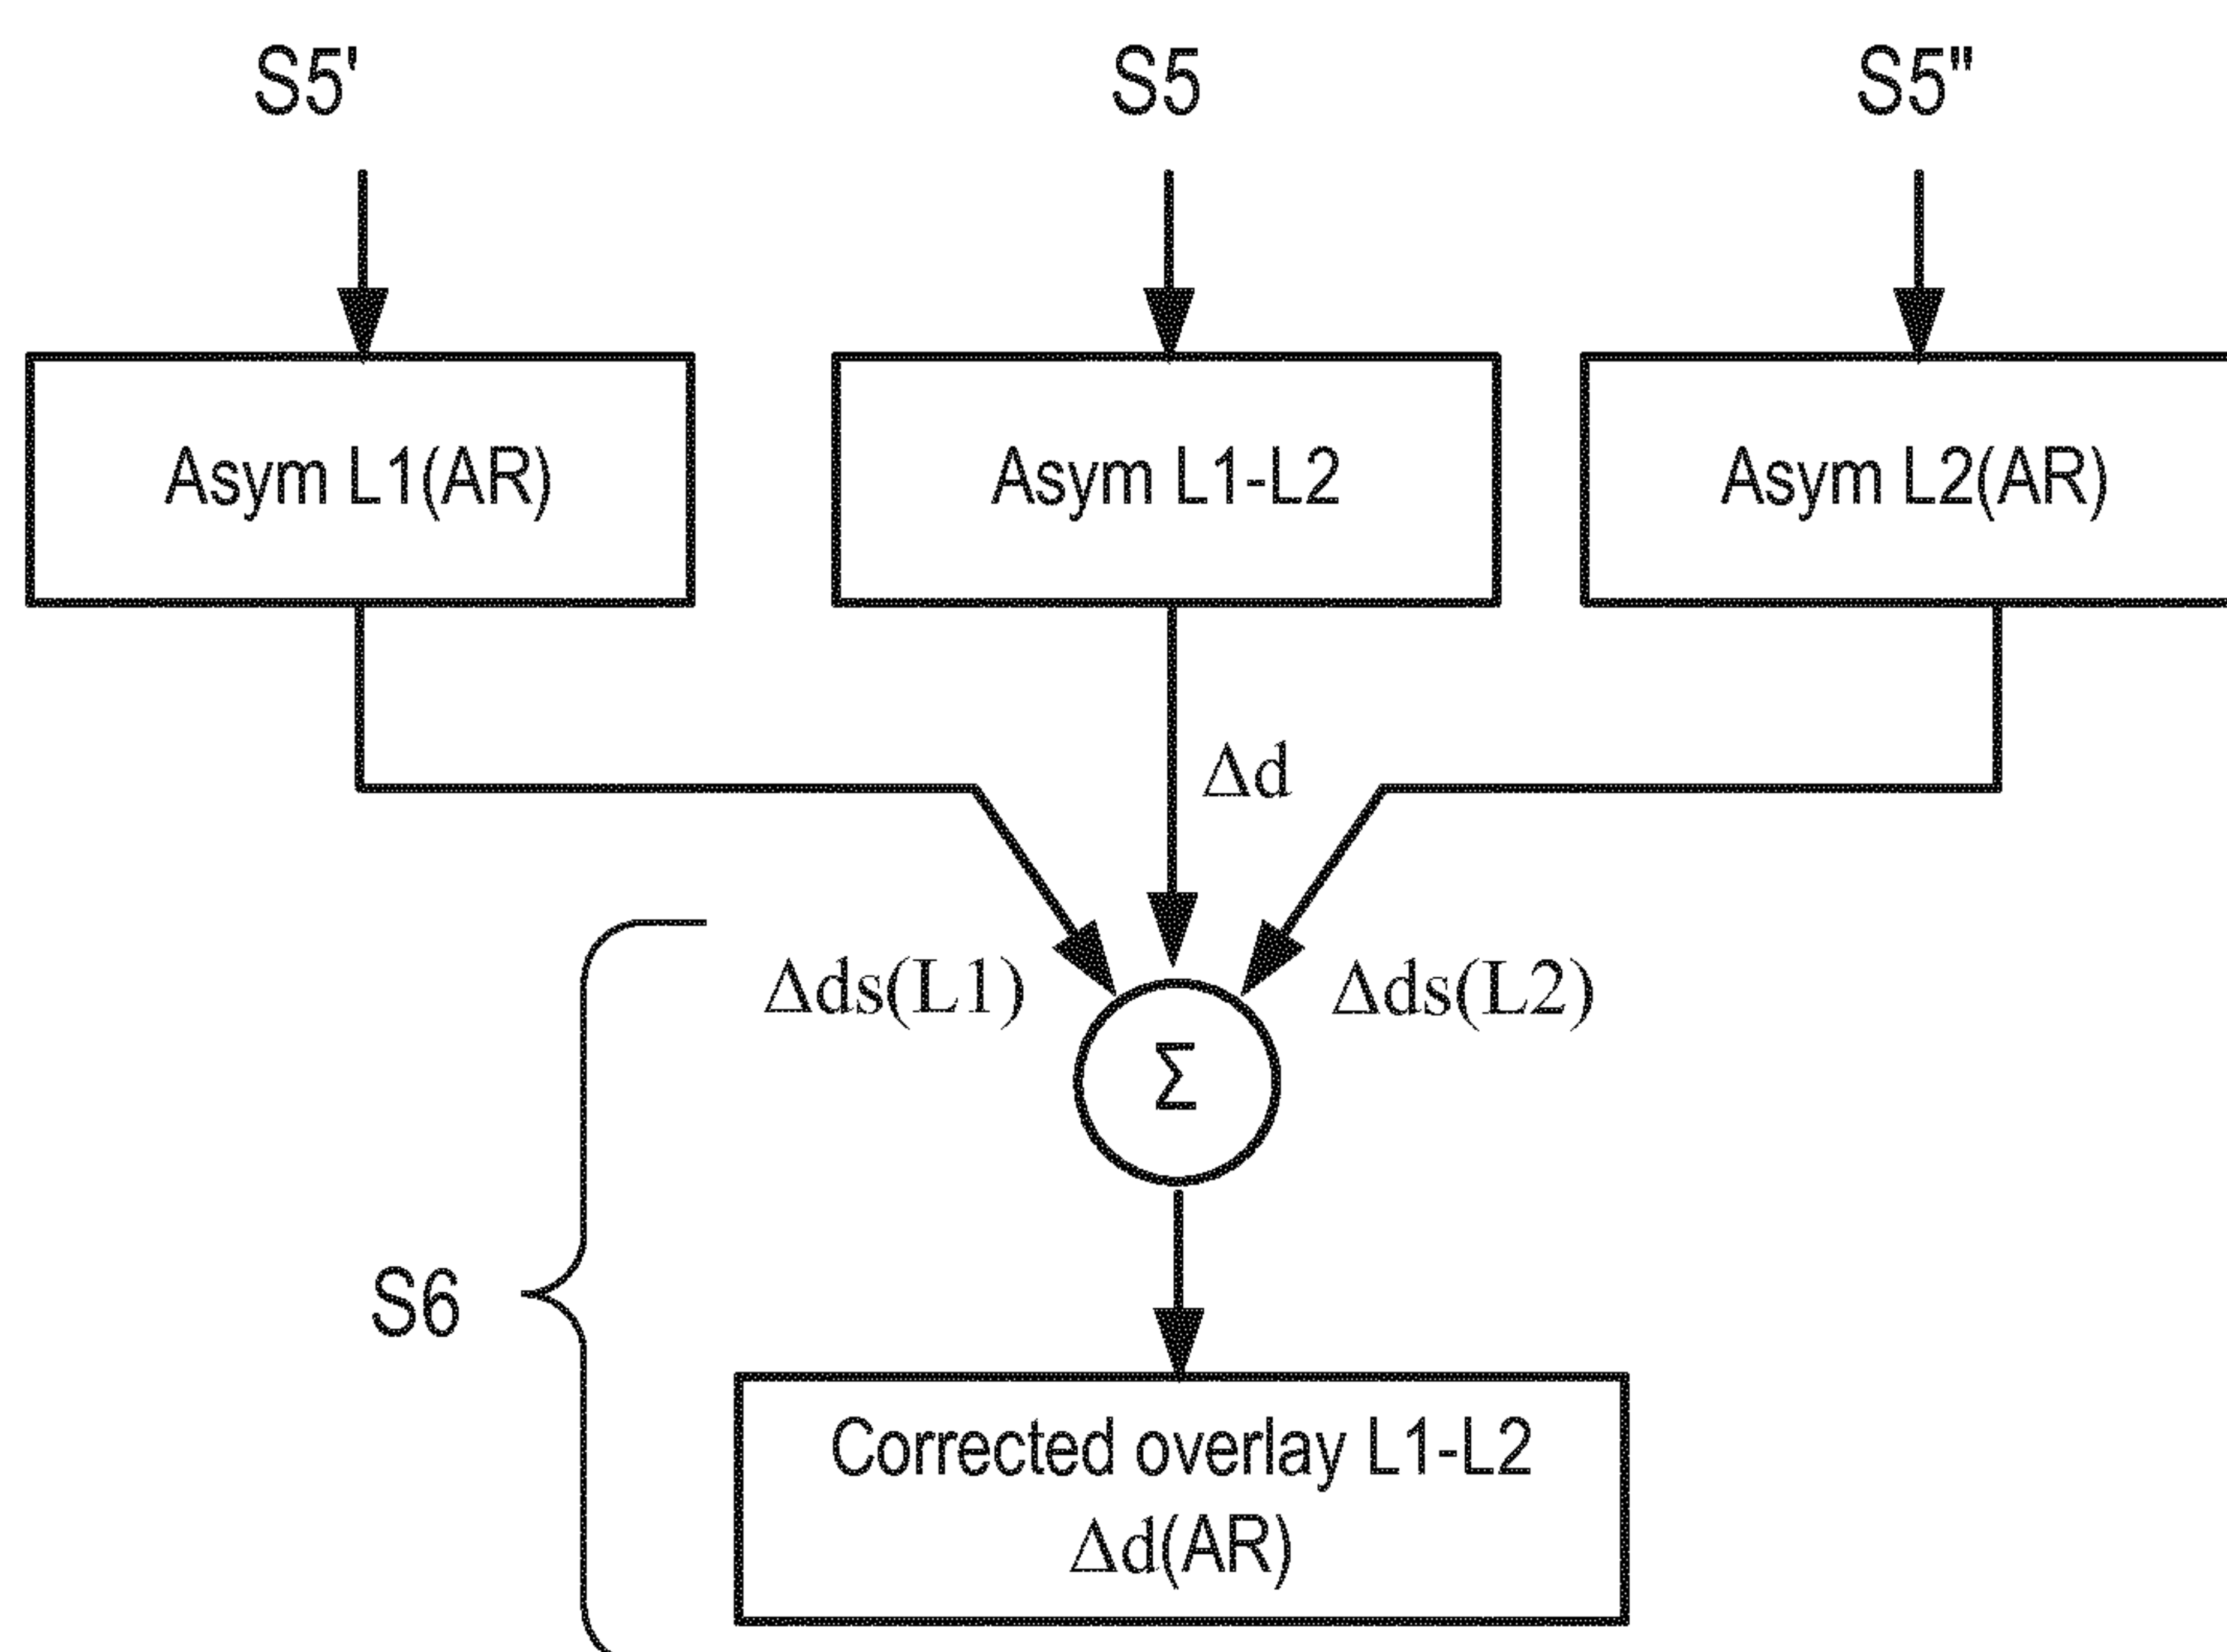 S5'
S5
S5"
Asym L1(AR)
Asym L1-L2
Asym L2(AR)
Δd
Δds(L1)
Δds(L2)
Σ
S6
Corrected overlay L1-L2
Δd(AR)